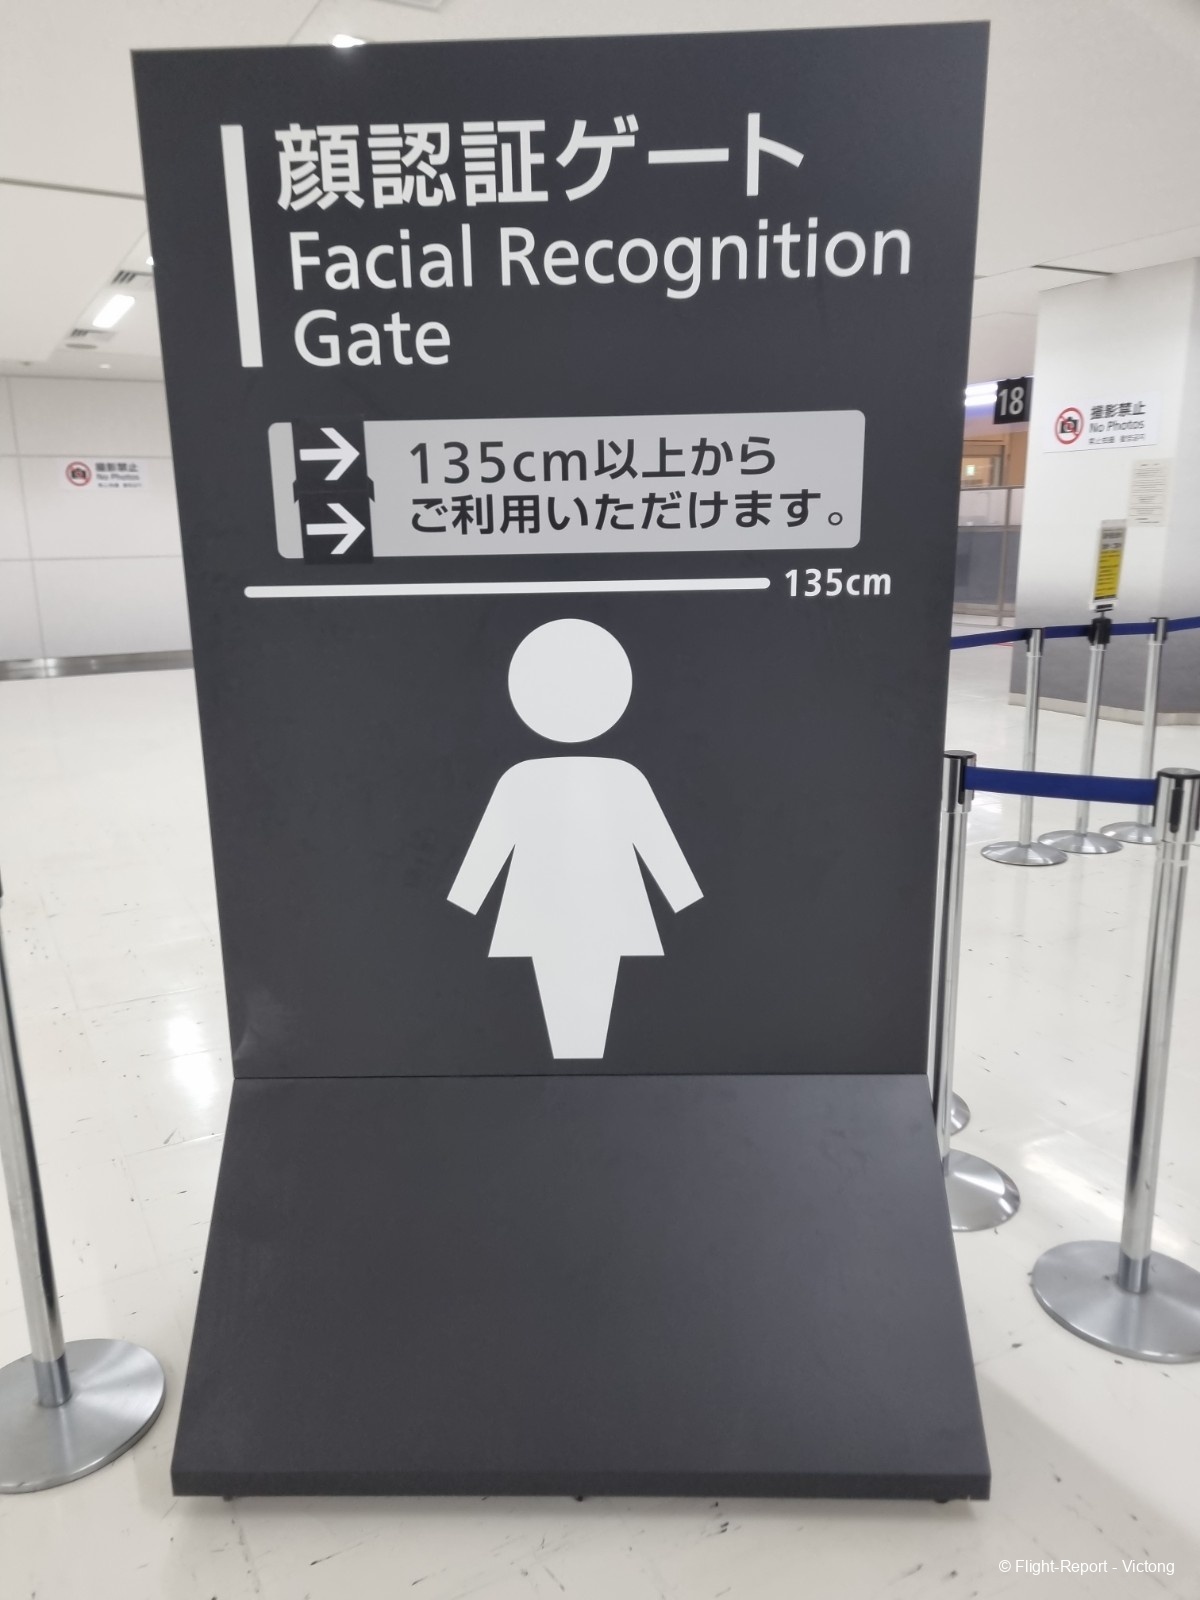 顔認証ゲート
Facial Recognition
Gate
→ 135cm以上から
→ ご利用いただけます。
135cm
18
撮影禁止
No Photos
撮影禁止
No Photos
© Flight-Report - Victong